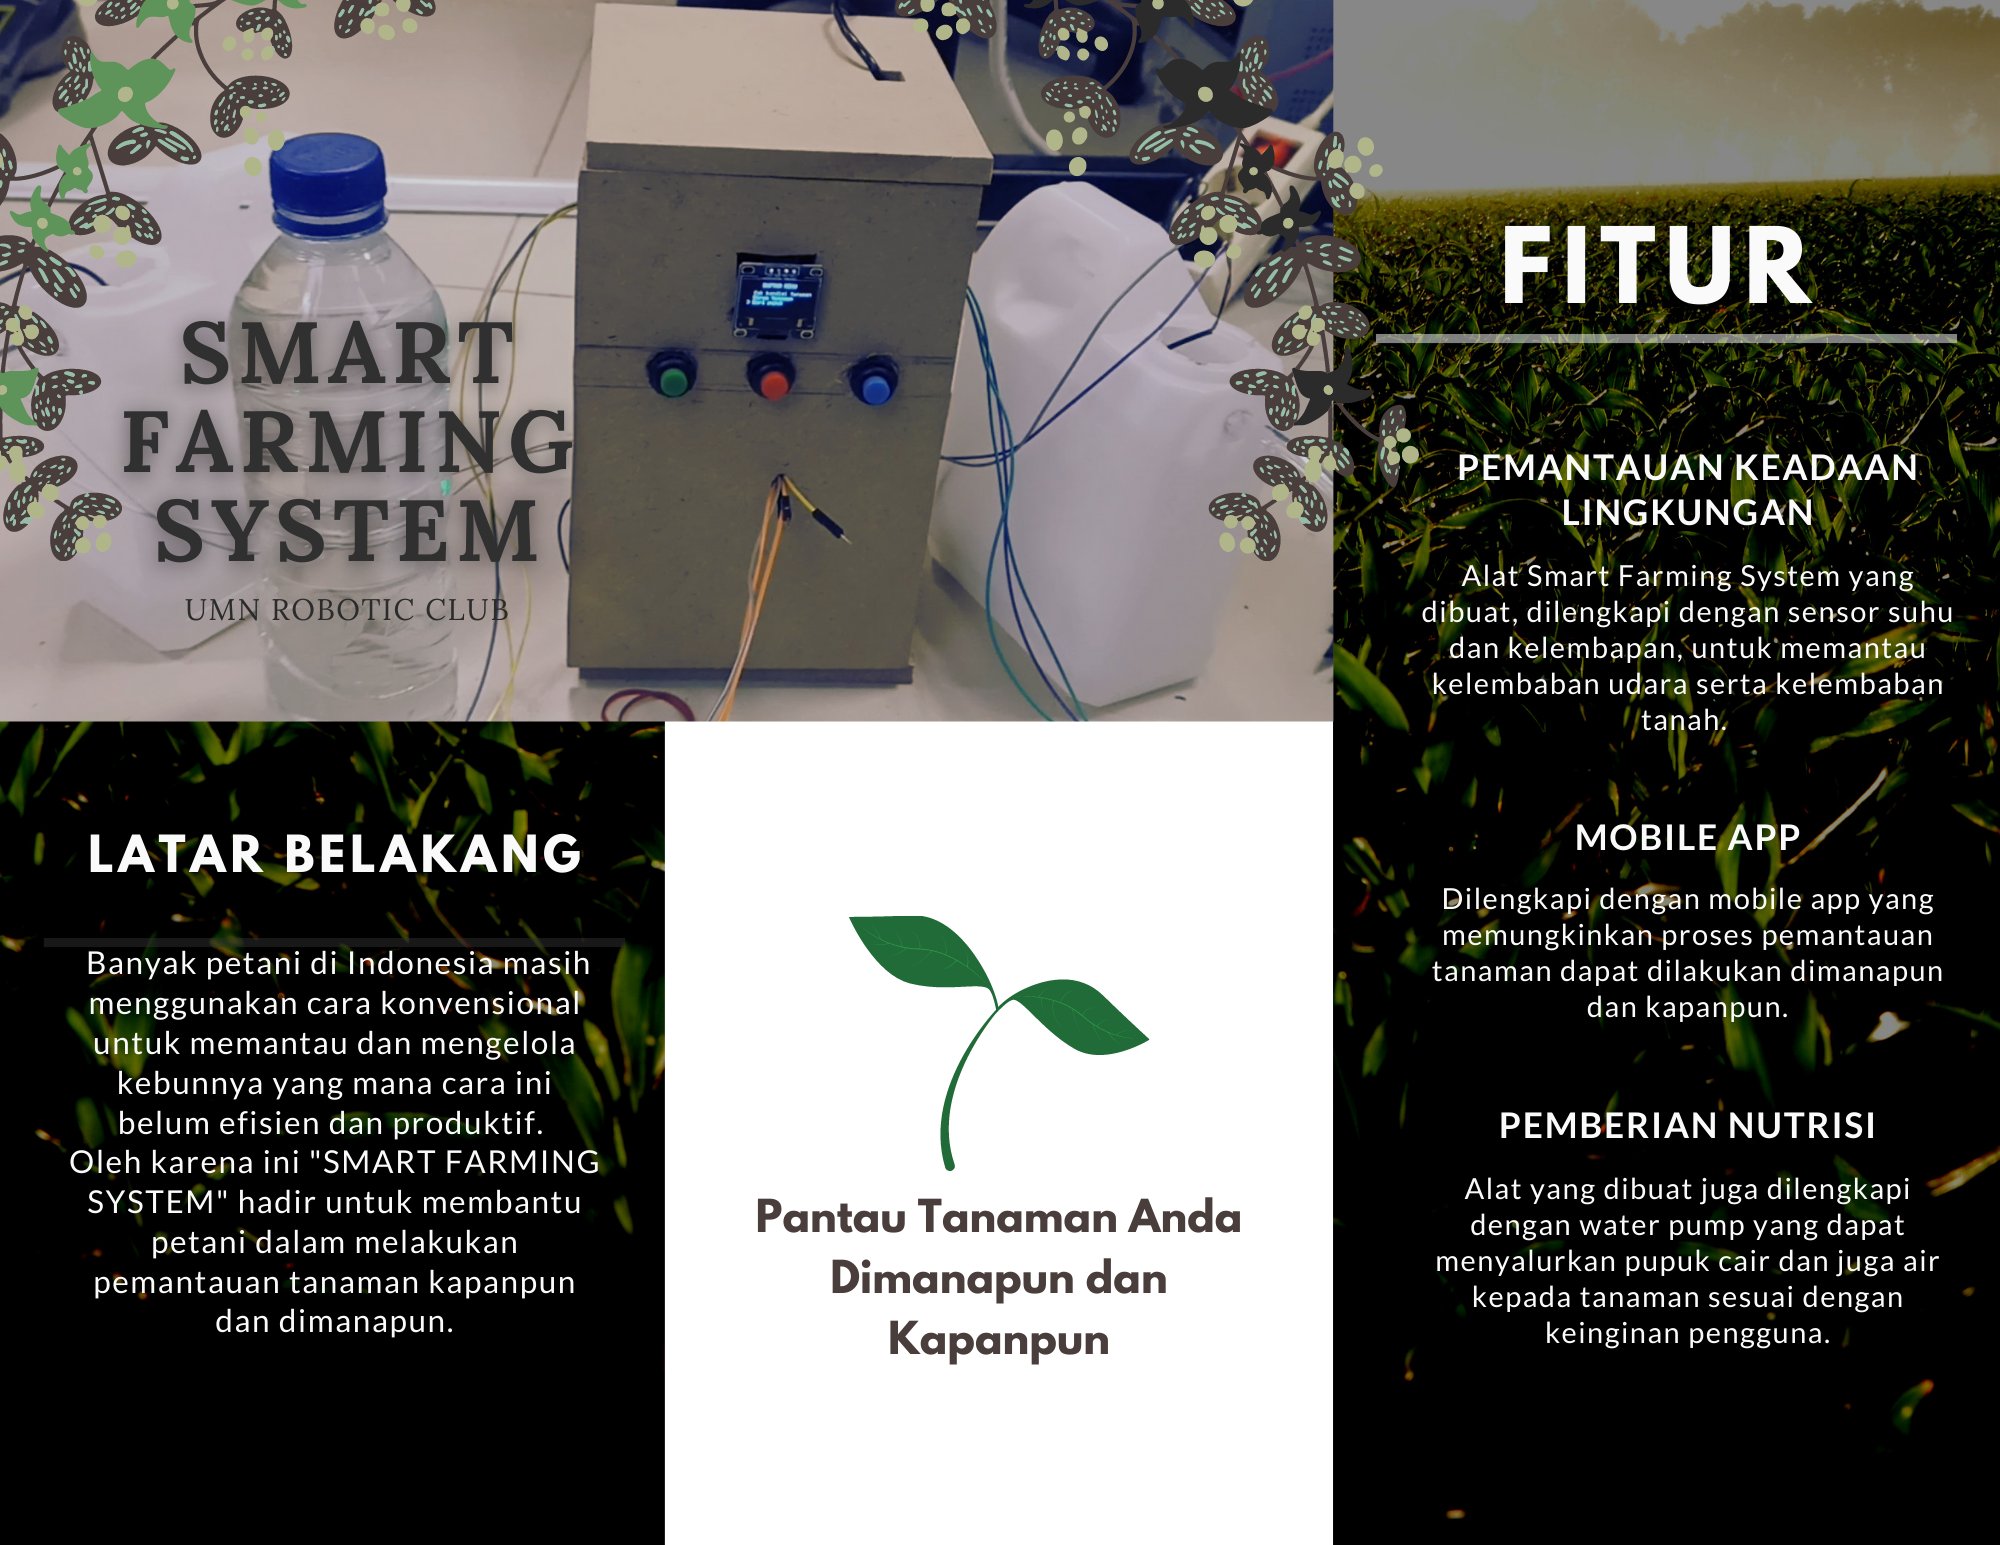 SMART
FARMING
SYSTEM
UMN ROBOTIC CLUB
LATAR BELAKANG
Banyak petani di Indonesia masih
menggunakan cara konvensional
untuk memantau dan mengelola
kebunnya yang mana cara ini
belum efisien dan produktif.
Oleh karena ini "SMART FARMING
SYSTEM" hadir untuk membantu
petani dalam melakukan
pemantauan tanaman kapanpun
dan dimanapun.
Pantau Tanaman Anda
Dimanapun dan
Kapanpun
FITUR
PEMANTAUAN KEADAAN
LINGKUNGAN
Alat Smart Farming System yang
dibuat, dilengkapi dengan sensor suhu
dan kelembapan, untuk memantau
kelembaban udara serta kelembaban
tanah.
MOBILE APP
Dilengkapi dengan mobile app yang
memungkinkan proses pemantauan
tanaman dapat dilakukan dimanapun
dan kapanpun.
PEMBERIAN NUTRISI
Alat yang dibuat juga dilengkapi
dengan water pump yang dapat
menyalurkan pupuk cair dan juga air
kepada tanaman sesuai dengan
keinginan pengguna.